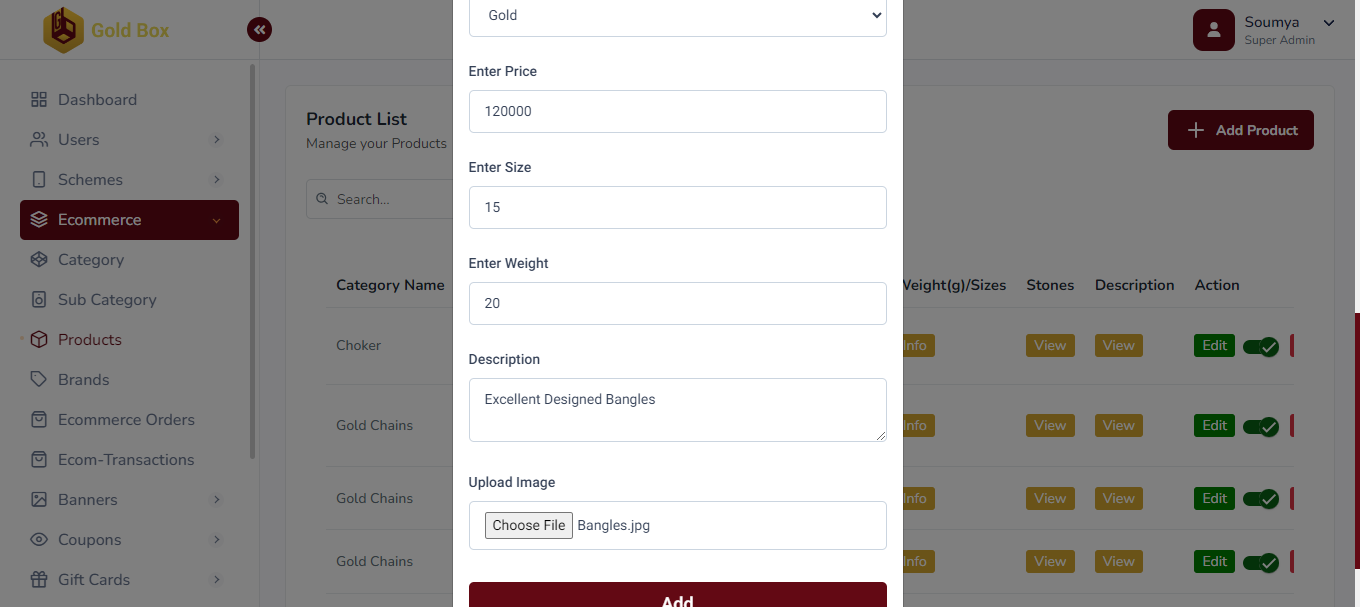 Gold Box
Soumya
Super Admin
Dashboard
Users
Schemes
Ecommerce
Category
Sub Category
Products
Brands
Ecommerce Orders
Ecom-Transactions
Banners
Coupons
Gift Cards
Product List
Manage your Products
Add Product
Search...
Category Name
Weight(g)/Sizes Stones Description Action
Choker
Info View View Edit
Gold Chains
Info View View Edit
Gold Chains
Info View View Edit
Gold Chains
Info View View Edit
Gold
Enter Price
120000
Enter Size
15
Enter Weight
20
Description
Excellent Designed Bangles
Upload Image
Choose File Bangles.jpg
Add